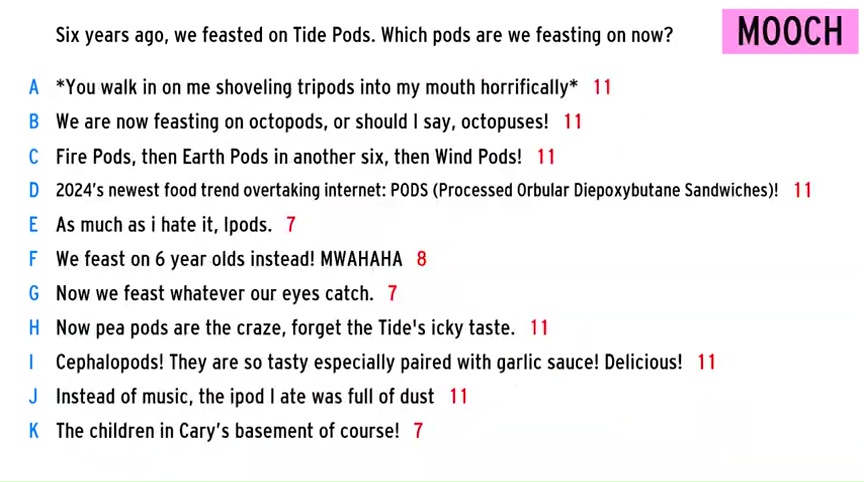 Six years ago, we feasted on Tide Pods. Which pods are we feasting on now?
MOOCH
A *You walk in on me shoveling tripods into my mouth horrifically* 11
B We are now feasting on octopods, or should I say, octopuses! 11
C Fire Pods, then Earth Pods in another six, then Wind Pods! 11
D 2024's newest food trend overtaking internet: PODS (Processed Orbular Diepoxybutane Sandwiches)! 11
E As much as i hate it, Ipods. 7
F We feast on 6 year olds instead! MWAHAHA 8
G Now we feast whatever our eyes catch. 7
H Now pea pods are the craze, forget the Tide's icky taste. 11
I Cephalopods! They are so tasty especially paired with garlic sauce! Delicious! 11
J Instead of music, the ipod I ate was full of dust 11
K The children in Cary's basement of course! 7